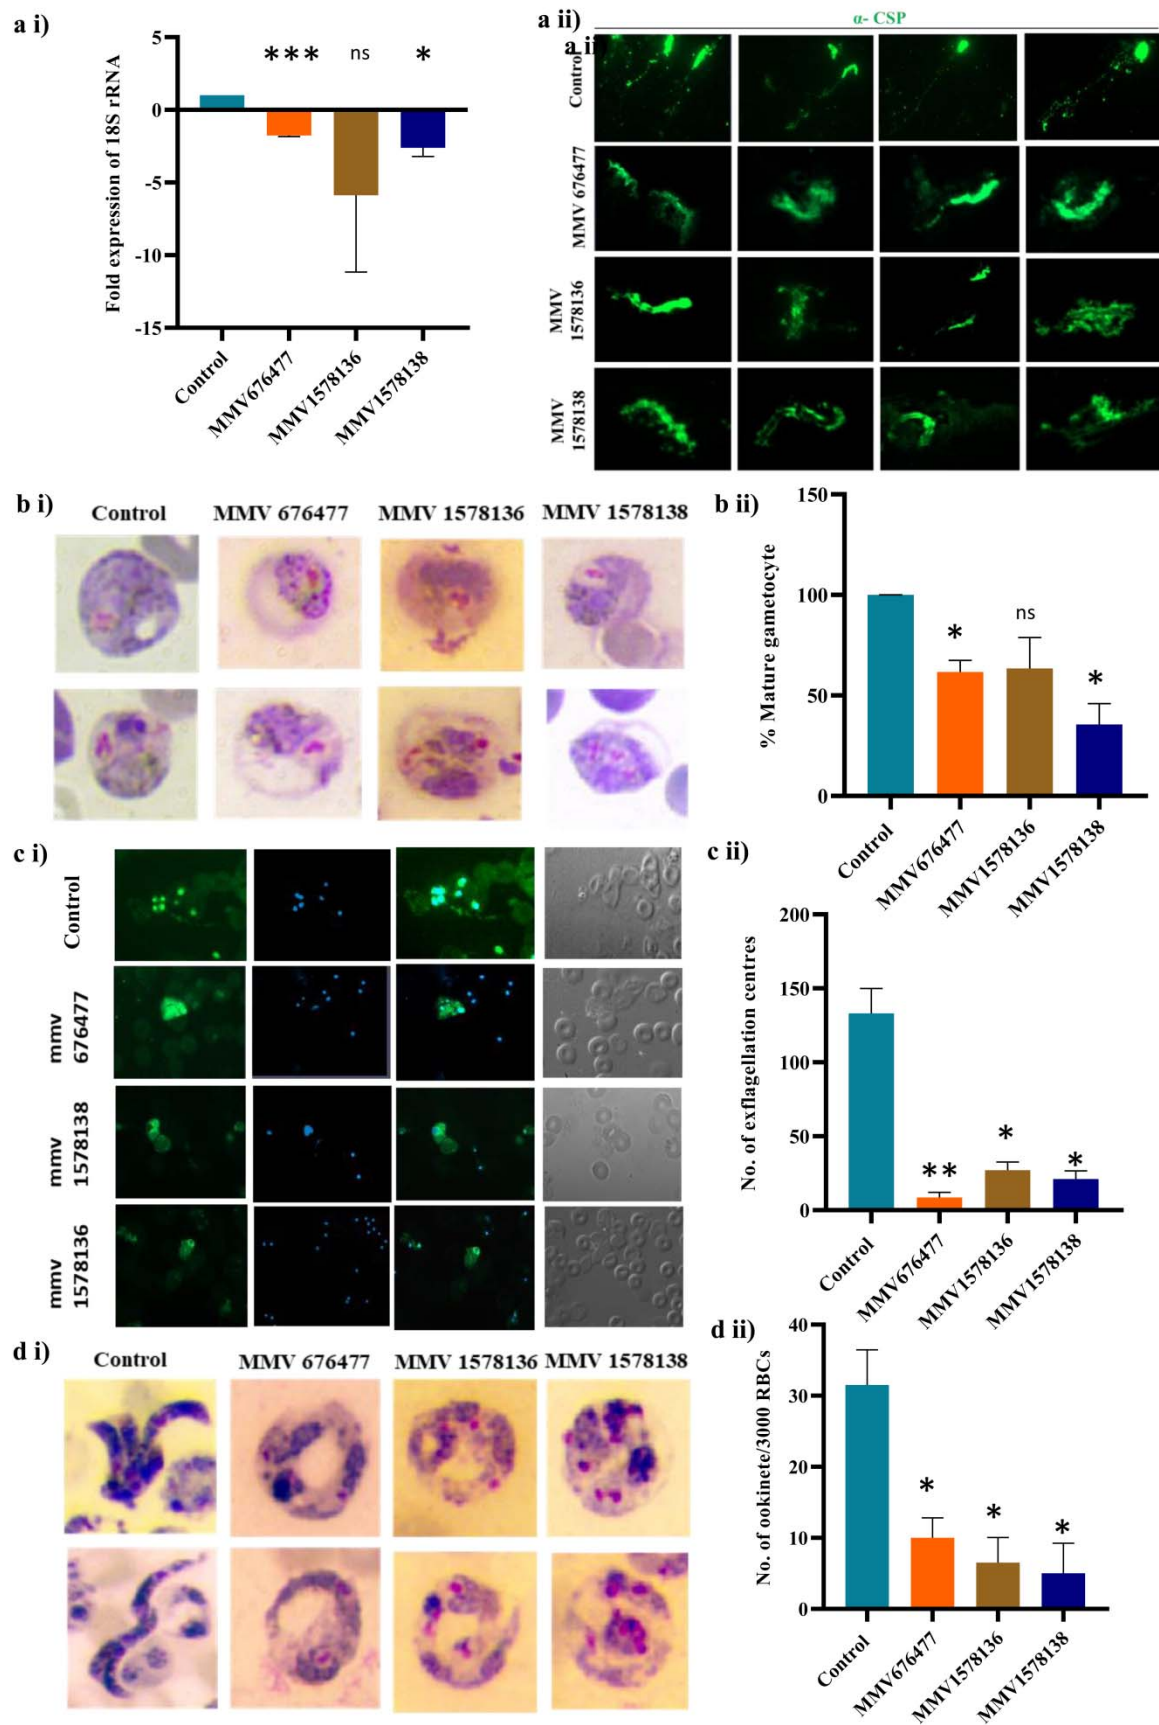 a i)
5
0
-5
-10
-15
Fold expression of 18S rRNA
***
ns
*
Control
MMV676477
MMV1578136
MMV1578138
a ii)
a ii
α- CSP
Control
MMV 676477
MMV
1578136
MMV
1578138
b i)
Control
MMV 676477
MMV 1578136
MMV 1578138
b ii)
150
100
50
0
% Mature gametocyte
*
ns
*
Control
MMV676477
MMV1578136
MMV1578138
c i)
Control
mmv
676477
mmv
1578138
mmv
1578136
c ii)
200
150
100
50
0
No. of exflagellation centres
**
*
*
Control
MMV676477
MMV1578136
MMV1578138
d i)
Control
MMV 676477
MMV 1578136
MMV 1578138
d ii)
40
30
20
10
0
No. of ookinete/3000 RBCs
*
*
*
Control
MMV676477
MMV1578136
MMV1578138